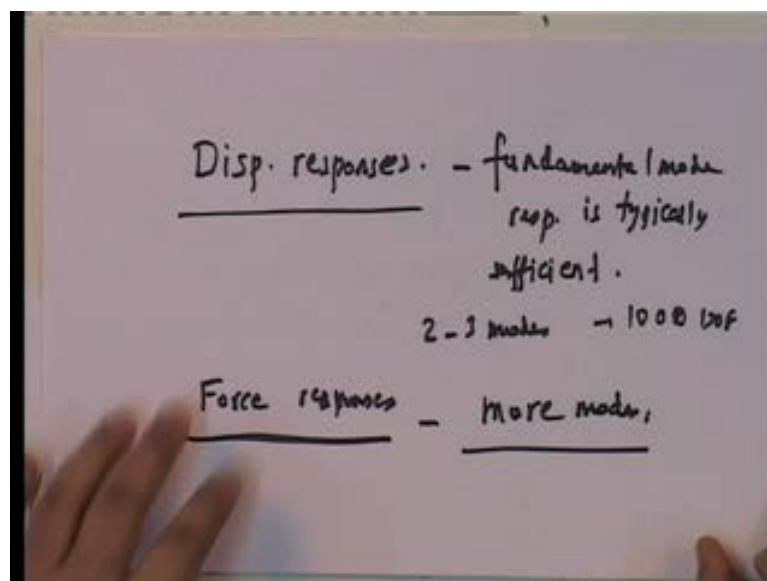 Disp. responses. - fundamental mode
resp. is typically
sufficient.
2-3 modes - 1000 DOF
Force responses - more modes.